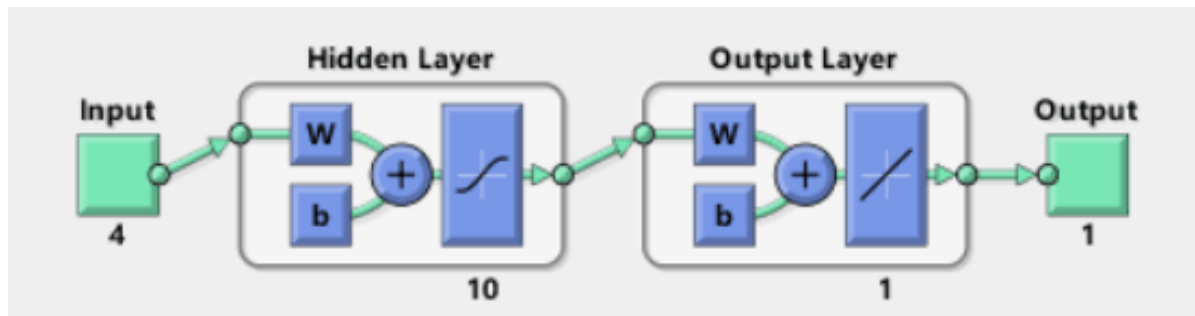 Hidden Layer
Output Layer
Input
Output
W
W
+
+
b
b
4
1
10
1